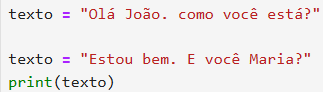 texto = "Olá João. como você está?"
texto = "Estou bem. E você Maria?"
print(texto)